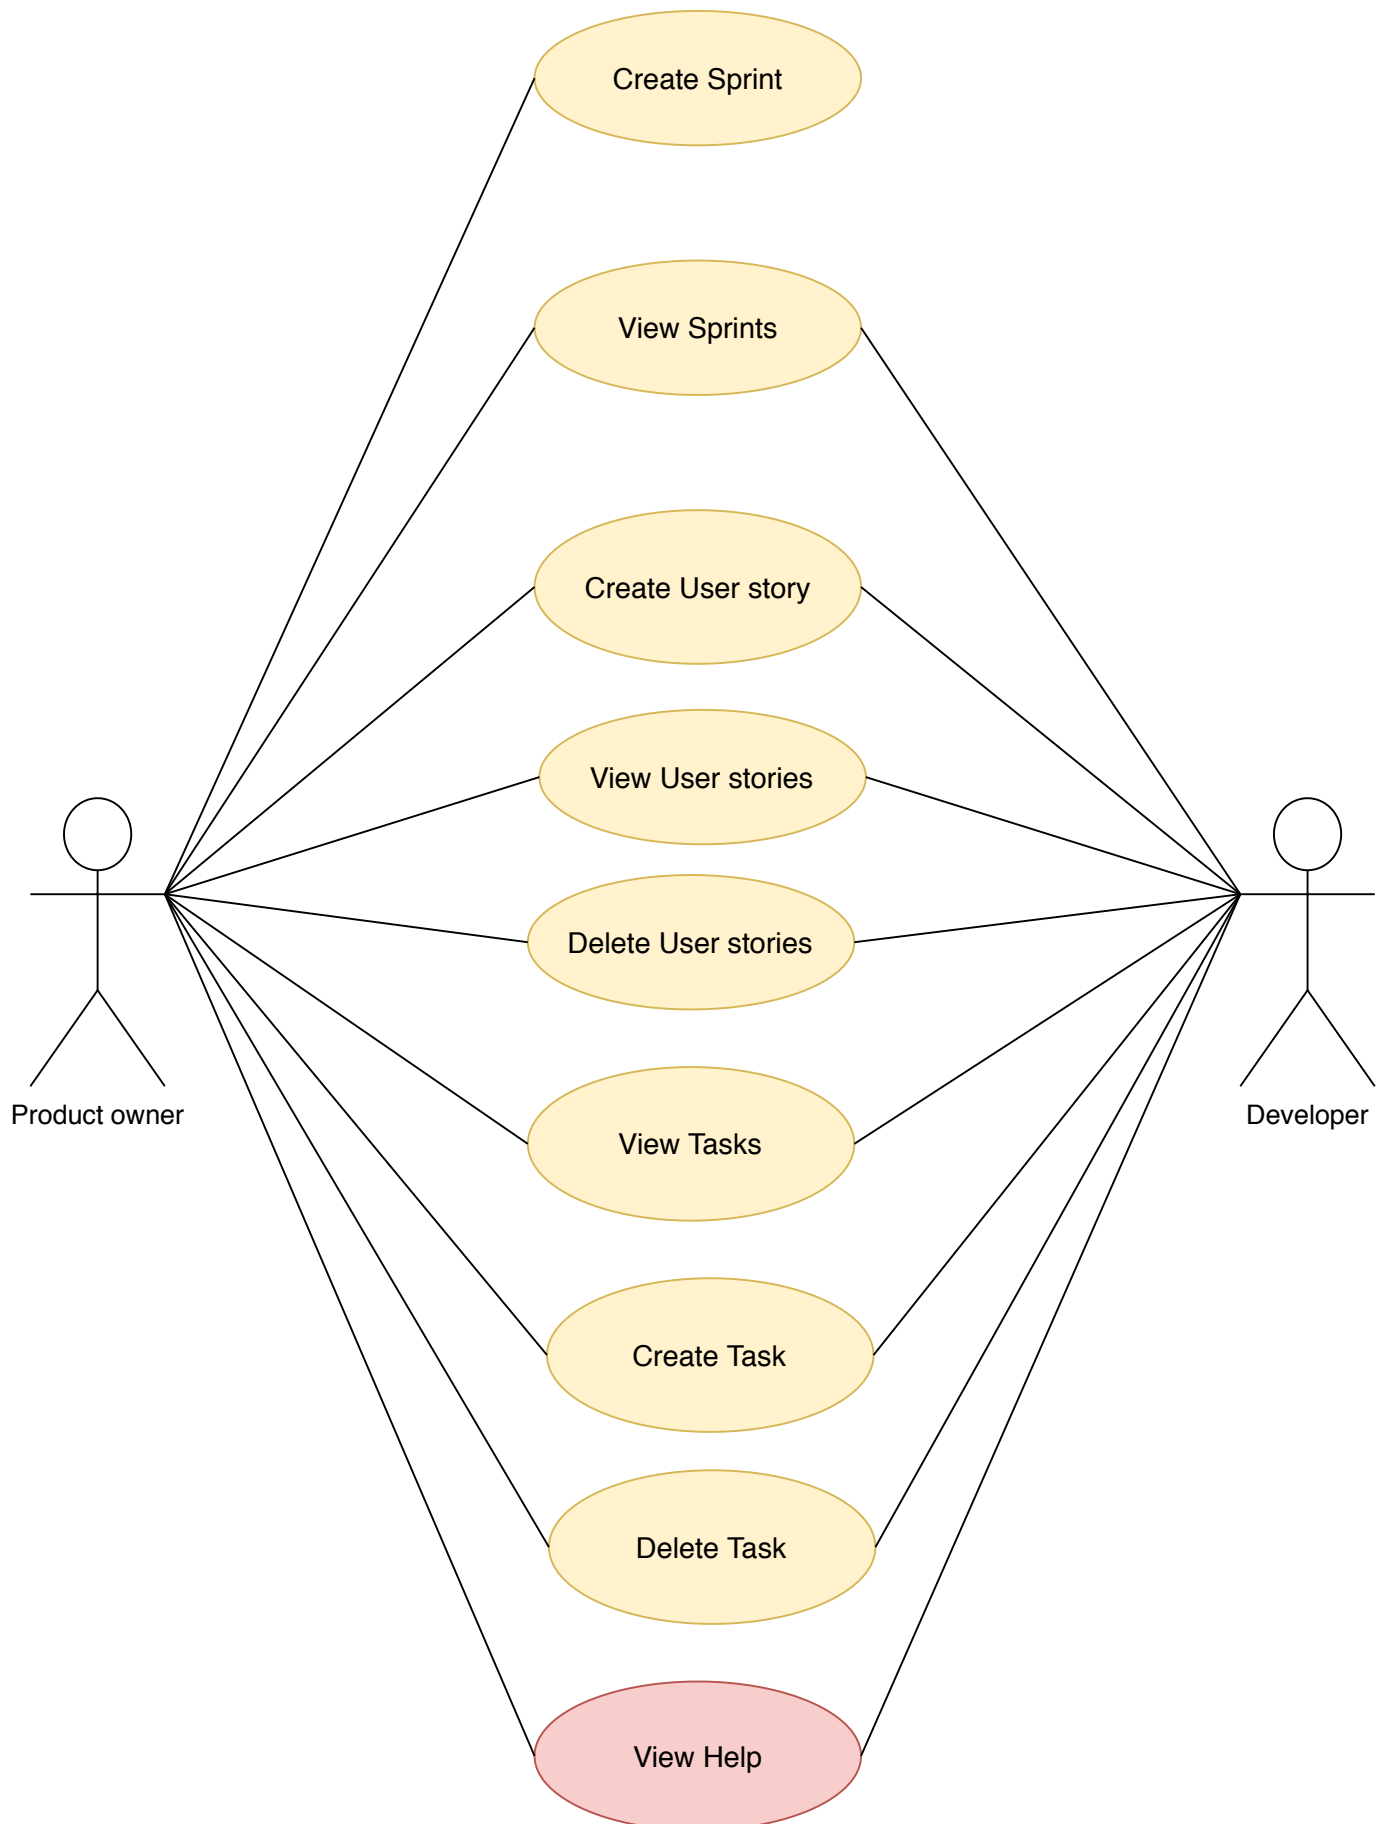 Create Sprint
View Sprints
Create User story
View User stories
Delete User stories
Product owner
Developer
View Tasks
Create Task
Delete Task
View Help